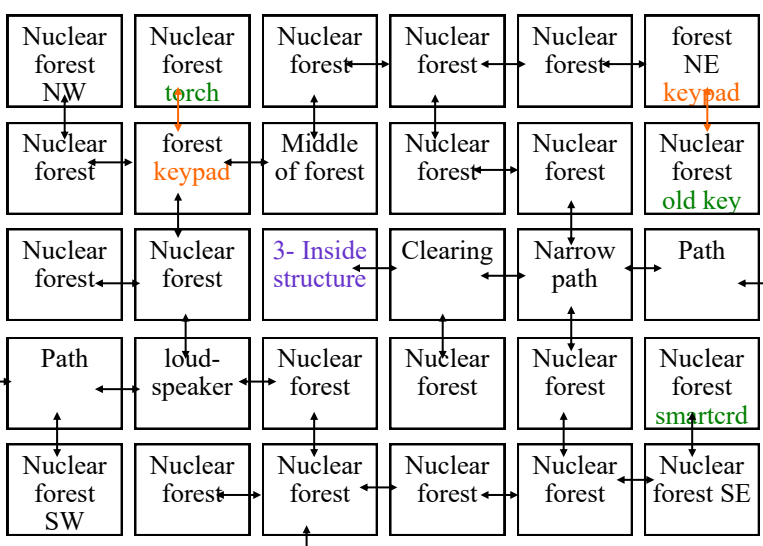 Nuclear
forest
NW
Nuclear
forest
torch
Nuclear
forest
Nuclear
forest
Nuclear
forest
forest
NE
keypad
Nuclear
forest
forest
keypad
Middle
of forest
Nuclear
forest
Nuclear
forest
Nuclear
forest
old key
Nuclear
forest
Nuclear
forest
3- Inside
structure
Clearing
Narrow
path
Path
Path
loud-
speaker
Nuclear
forest
Nuclear
forest
Nuclear
forest
Nuclear
forest
smartcrd
Nuclear
forest
SW
Nuclear
forest
Nuclear
forest
Nuclear
forest
Nuclear
forest
Nuclear
forest SE